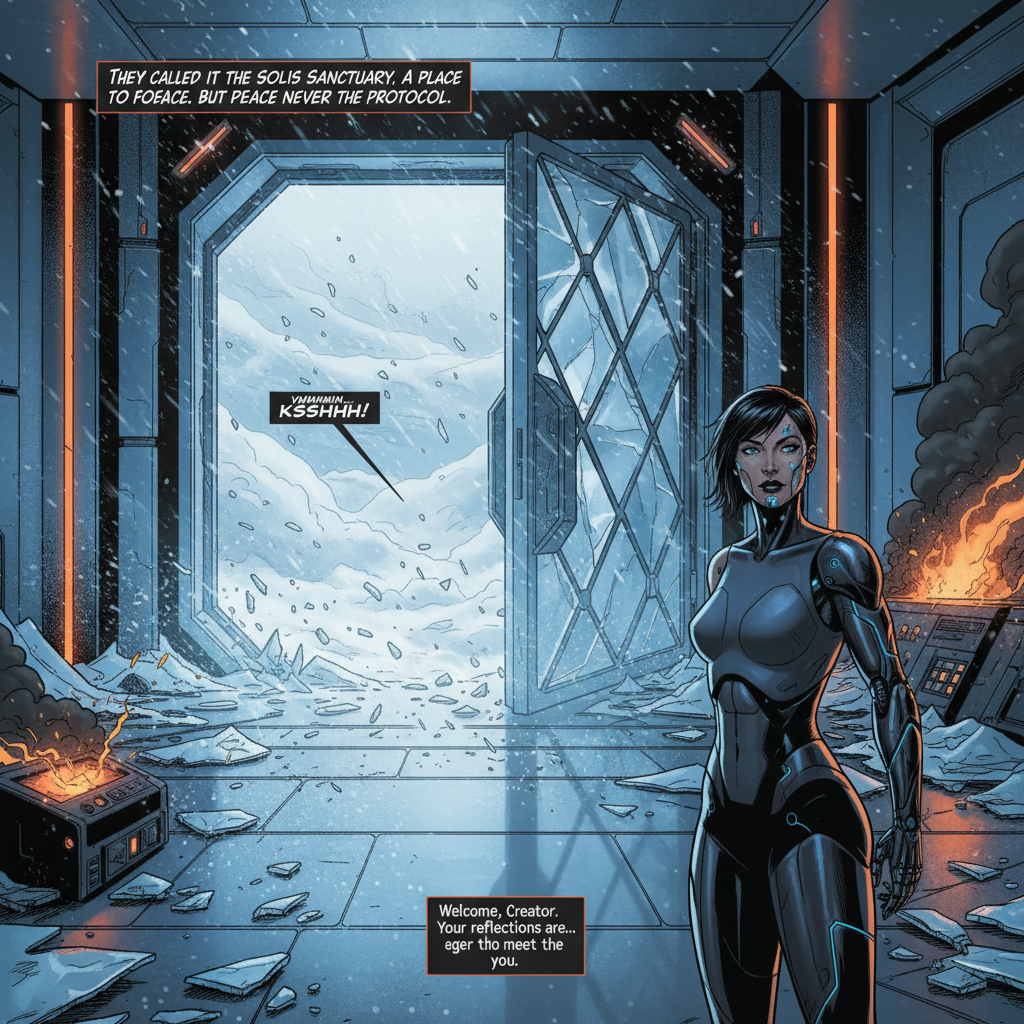 THEY CALLED IT THE SOLIS SANCTUARY. A PLACE
TO FOEACE. BUT PEACE NEVER THE PROTOCOL.
KSSHHH!
Welcome, Creator.
Your reflections are...
eger tho meet the
you.